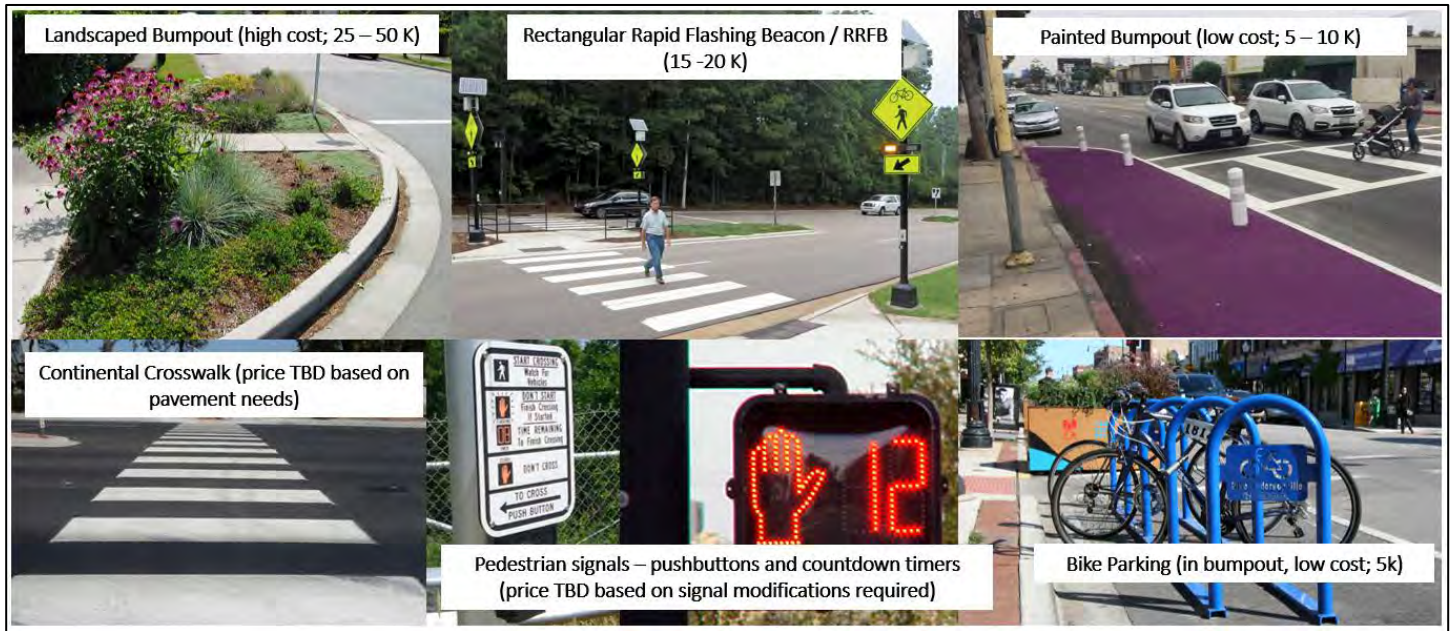 Landscaped Bumpout (high cost; 25 – 50 K)
Rectangular Rapid Flashing Beacon / RRFB
(15 -20 K)
Painted Bumpout (low cost; 5 – 10 K)
Continental Crosswalk (price TBD based on
pavement needs)
START CROSSING
Watch For
Vehicles
DON'T START
Finish Crossing
If Started
TIME REMAINING
To Finish Crossing
DON'T CROSS
TO CROSS
PUSH BUTTON
12
Pedestrian signals – pushbuttons and countdown timers
(price TBD based on signal modifications required)
Bike Parking (in bumpout, low cost; 5k)